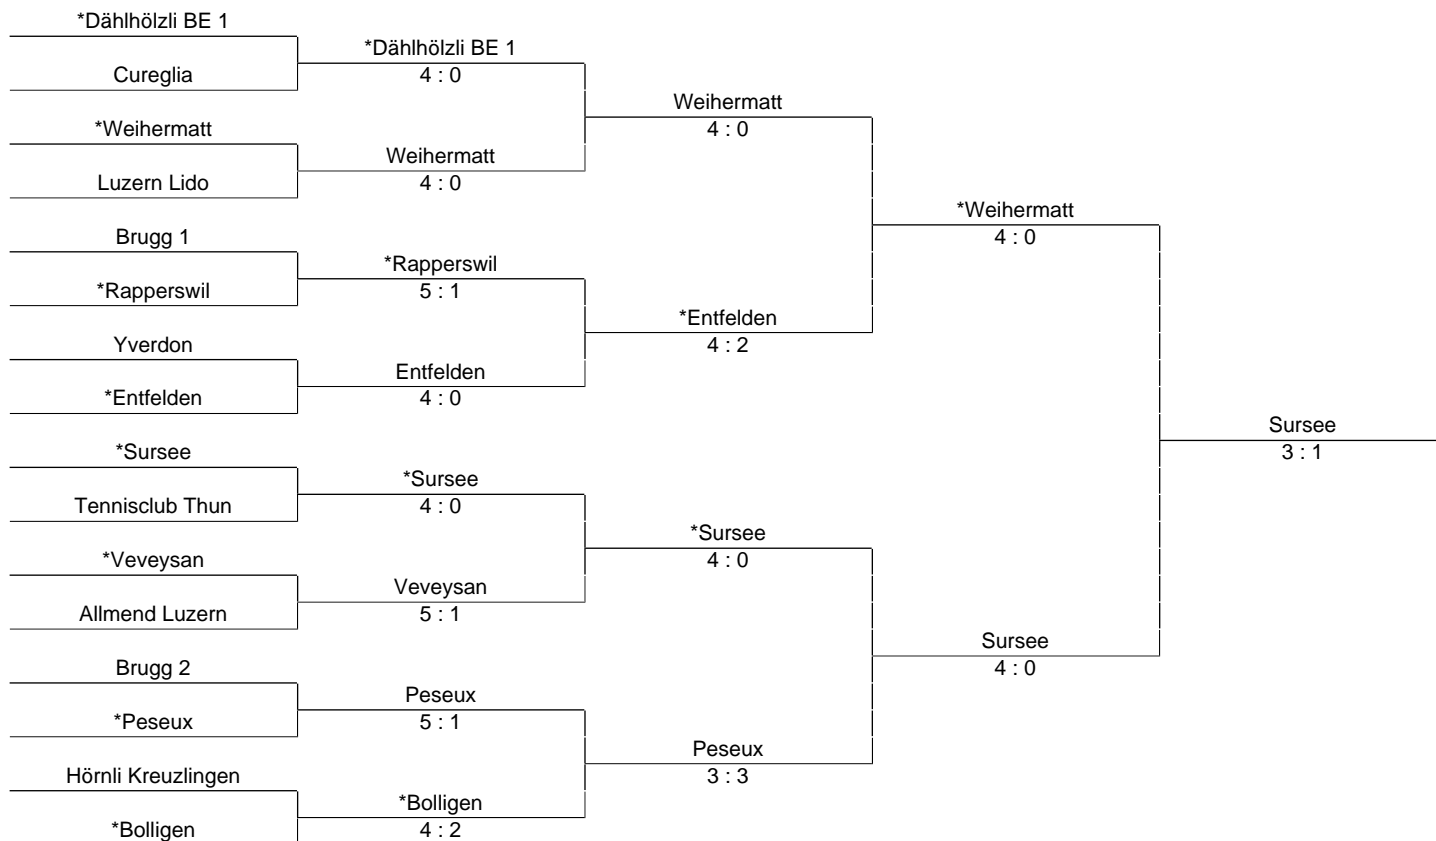 *Dählhölzli BE 1
Cureglia
*Weihermatt
Luzern Lido
Brugg 1
*Rapperswil
Yverdon
*Entfelden
*Sursee
Tennisclub Thun
*Veveysan
Allmend Luzern
Brugg 2
*Peseux
Hörnli Kreuzlingen
*Bolligen
*Dählhölzli BE 1
4 : 0
Weihermatt
4 : 0
*Rapperswil
5 : 1
Entfelden
4 : 0
*Sursee
4 : 0
Veveysan
5 : 1
Peseux
5 : 1
*Bolligen
4 : 2
Weihermatt
4 : 0
*Entfelden
4 : 2
*Sursee
4 : 0
Peseux
3 : 3
*Weihermatt
4 : 0
Sursee
4 : 0
Sursee
3 : 1